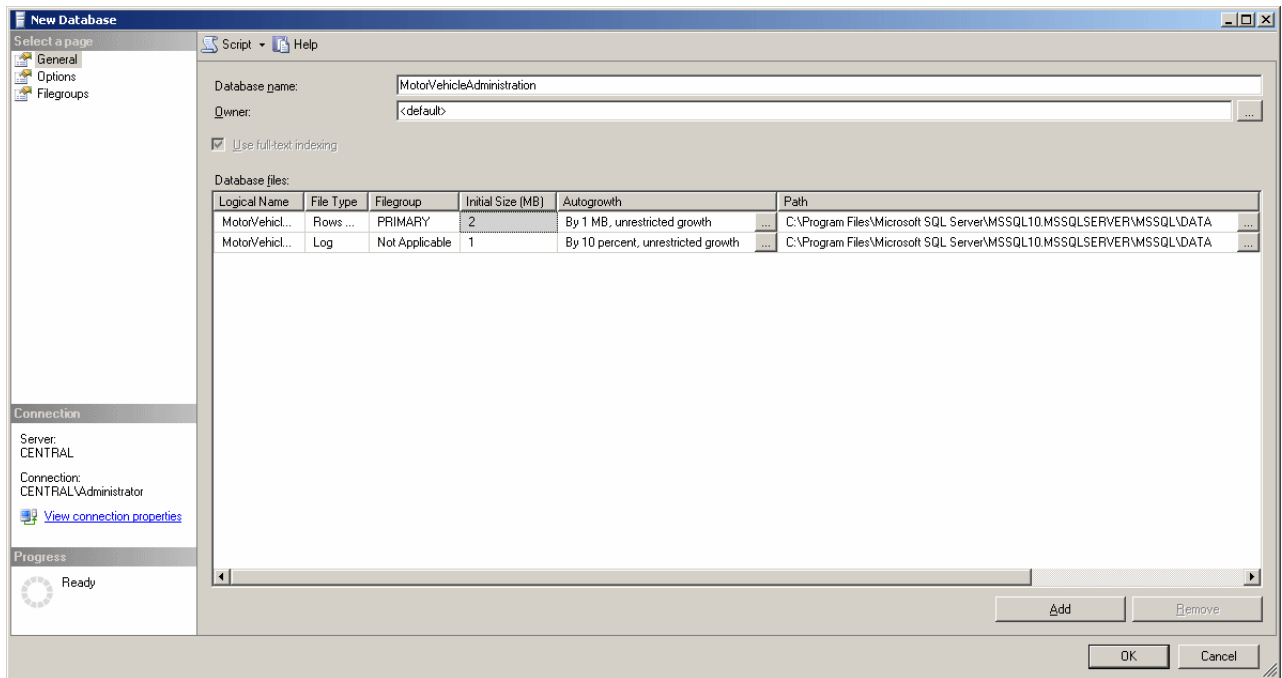 New Database
Select a page
General
Options
Filegroups
Script Help
Database name: MotorVehicleAdministration
Owner: <default> ...
Use full-text indexing
Database files:
Logical Name File Type Filegroup Initial Size (MB) Autogrowth Path
MotorVehicl... Rows ... PRIMARY 2 By 1 MB, unrestricted growth ... C:\Program Files\Microsoft SQL Server\MSSQL10.MSSQLSERVER\MSSQL\DATA ...
MotorVehicl... Log Not Applicable 1 By 10 percent, unrestricted growth ... C:\Program Files\Microsoft SQL Server\MSSQL10.MSSQLSERVER\MSSQL\DATA ...
Connection
Server:
CENTRAL
Connection:
CENTRAL\Administrator
View connection properties
Progress
Ready
Add Remove
OK Cancel